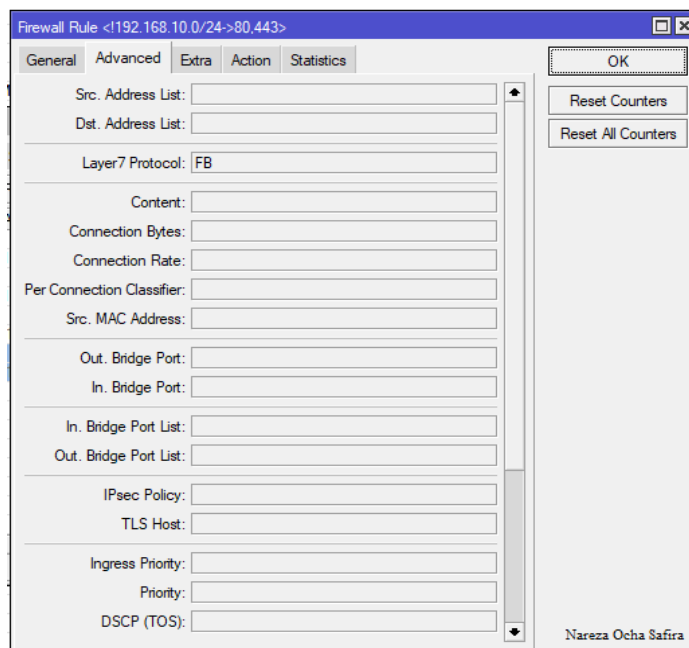 Firewall Rule <!192.168.10.0/24->80,443>
General Advanced Extra Action Statistics
OK
Reset Counters
Reset All Counters
Src. Address List:
Dst. Address List:
Layer7 Protocol: FB
Content:
Connection Bytes:
Connection Rate:
Per Connection Classifier:
Src. MAC Address:
Out. Bridge Port:
In. Bridge Port:
In. Bridge Port List:
Out. Bridge Port List:
IPsec Policy:
TLS Host:
Ingress Priority:
Priority:
DSCP (TOS):
Nareza Ocha Safira